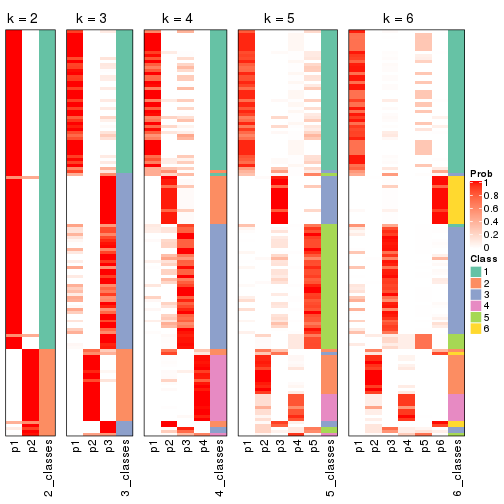 k = 2
k = 3
k = 4
k = 5
k = 6
p1
p2
2_classes
p1
p2
p3
3_classes
p1
p2
p3
p4
4_classes
p1
p2
p3
p4
p5
5_classes
p1
p2
p3
p4
p5
p6
6_classes
Prob
1
0.8
0.6
0.4
0.2
0
Class
1
2
3
4
5
6